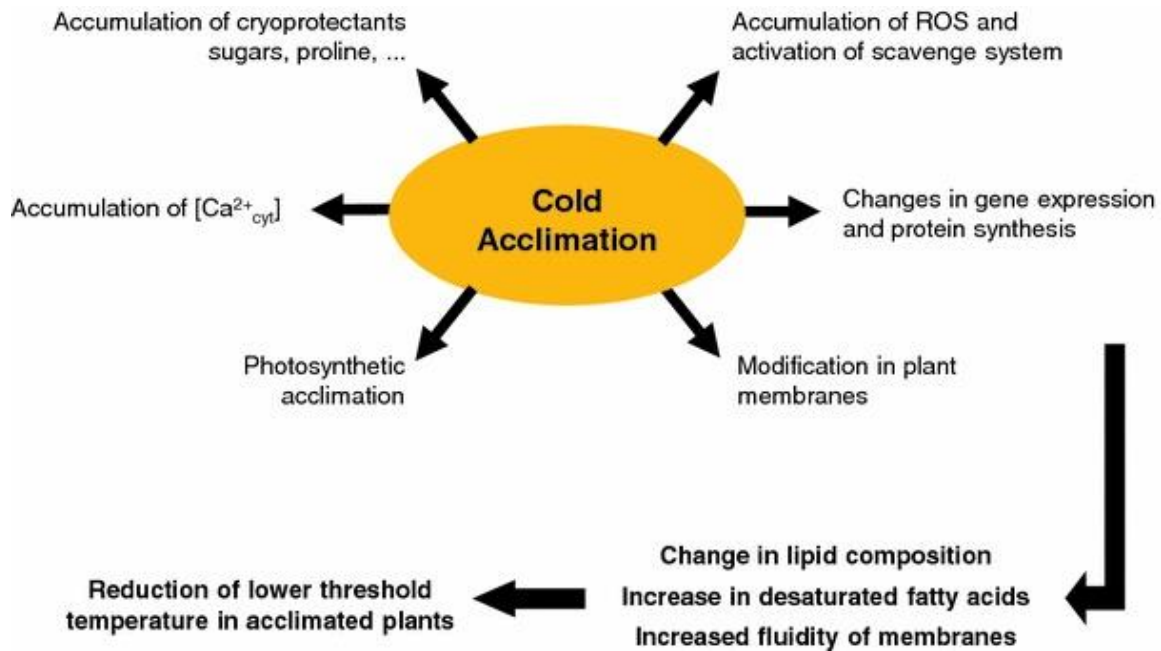 Accumulation of cryoprotectants
sugars, proline, ...
Accumulation of ROS and
activation of scavenge system
Cold
Acclimation
Accumulation of [Ca²⁺cyt]
Changes in gene expression
and protein synthesis
Photosynthetic
acclimation
Modification in plant
membranes
Change in lipid composition
Increase in desaturated fatty acids
Increased fluidity of membranes
Reduction of lower threshold
temperature in acclimated plants